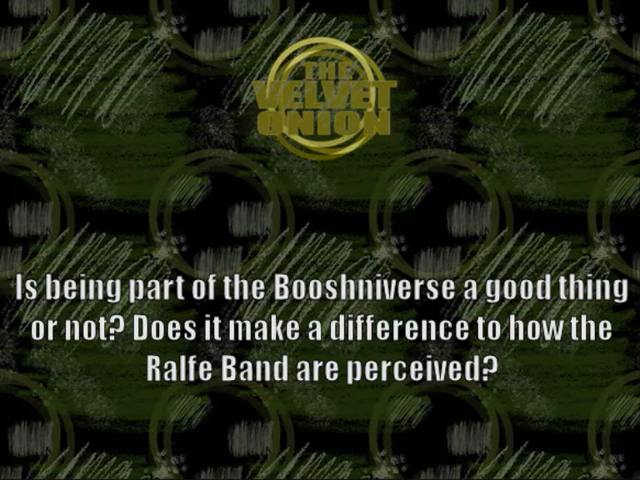 THE
VELVET
ONION
Is being part of the Booshniverse a good thing
or not? Does it make a difference to how the
Ralfe Band are perceived?